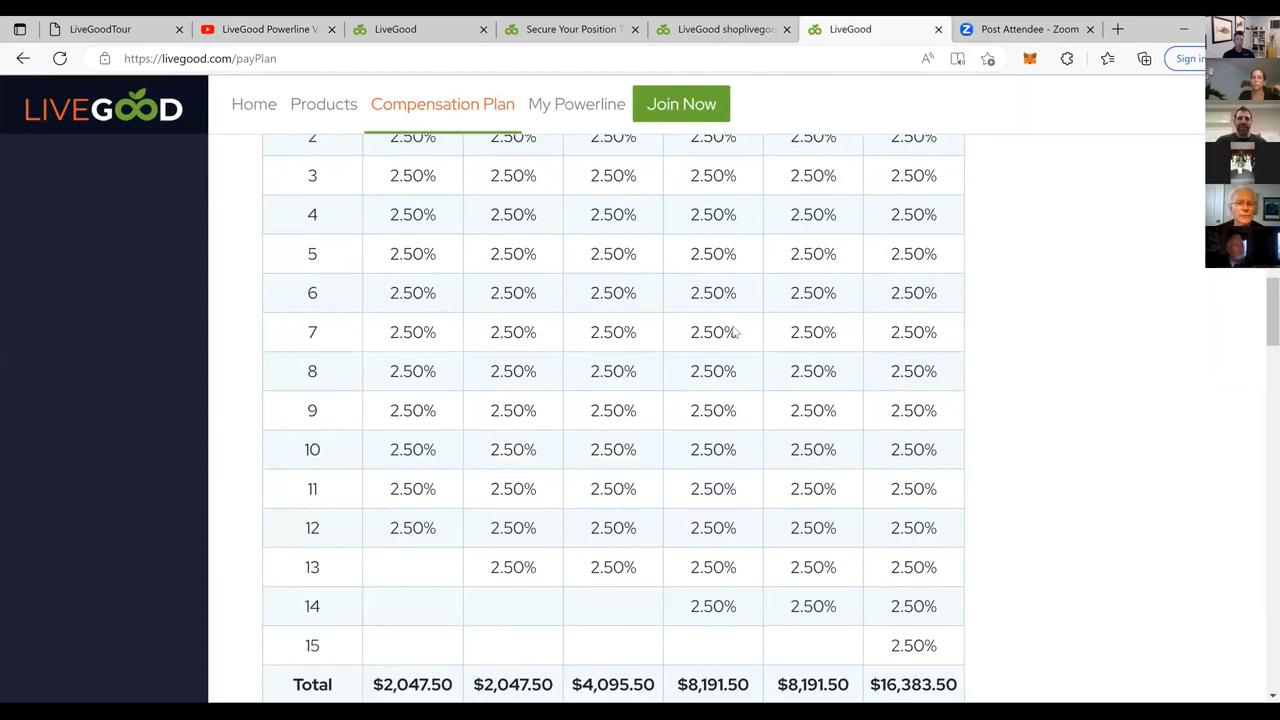 LiveGoodTour
LiveGood Powerline V
LiveGood
Secure Your Position T
LiveGood shoplivegoo
LiveGood
Post Attendee - Zoom
https://livegood.com/payPlan
Sign in
LIVEGOOD
Home Products Compensation Plan My Powerline Join Now
2 2.50% 2.50% 2.50% 2.50% 2.50% 2.50%
3 2.50% 2.50% 2.50% 2.50% 2.50% 2.50%
4 2.50% 2.50% 2.50% 2.50% 2.50% 2.50%
5 2.50% 2.50% 2.50% 2.50% 2.50% 2.50%
6 2.50% 2.50% 2.50% 2.50% 2.50% 2.50%
7 2.50% 2.50% 2.50% 2.50% 2.50% 2.50%
8 2.50% 2.50% 2.50% 2.50% 2.50% 2.50%
9 2.50% 2.50% 2.50% 2.50% 2.50% 2.50%
10 2.50% 2.50% 2.50% 2.50% 2.50% 2.50%
11 2.50% 2.50% 2.50% 2.50% 2.50% 2.50%
12 2.50% 2.50% 2.50% 2.50% 2.50% 2.50%
13 2.50% 2.50% 2.50% 2.50% 2.50%
14 2.50% 2.50% 2.50%
15 2.50%
Total $2,047.50 $2,047.50 $4,095.50 $8,191.50 $8,191.50 $16,383.50